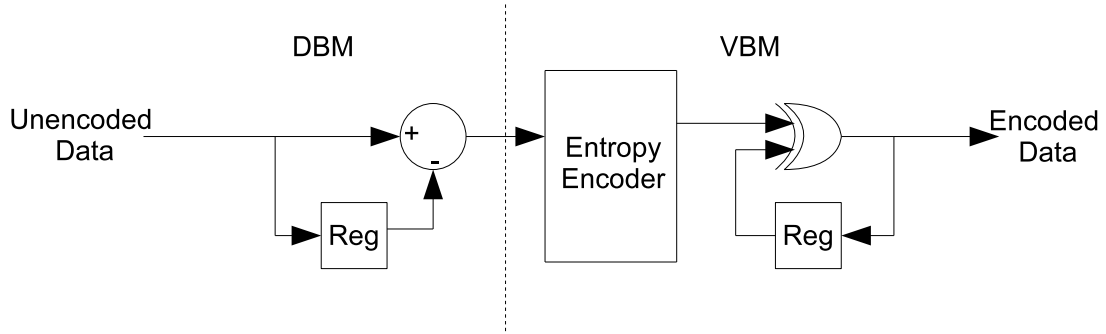 DBM
VBM
Unencoded
Data
+
-
Reg
Entropy
Encoder
Reg
Encoded
Data